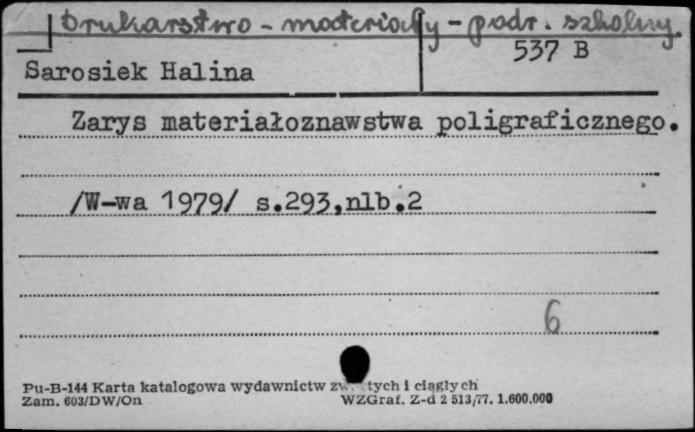 Drukarstwo - materiały - podr. szkolny.
537 B
Sarosiek Halina
Zarys materiałoznawstwa poligraficznego.
/W-wa 1979/ s.293,nlb.2
6
Pu-B-144 Karta katalogowa wydawnictw i ciągłych
Zam. 603/DW/On WZGraf. Z-d 2 513/77. 1.600.000